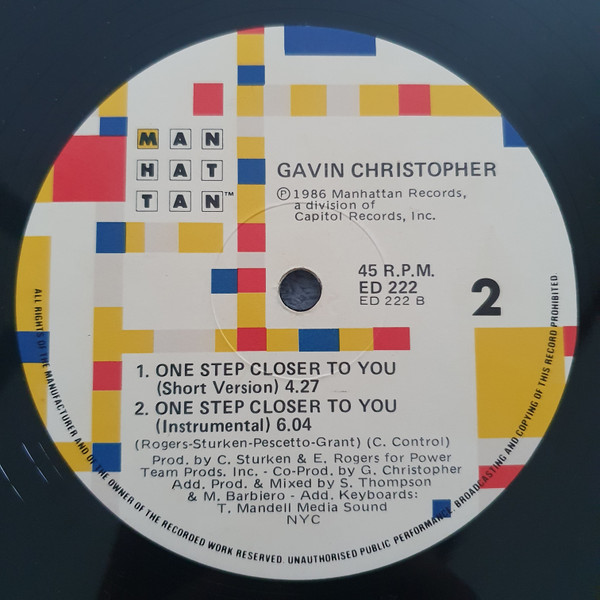 MAN
HAT
TAN™
GAVIN CHRISTOPHER
℗1986 Manhattan Records,
a division of
Capitol Records, Inc.
45 R.P.M.
ED 222
ED 222 B
2
1. ONE STEP CLOSER TO YOU
(Short Version) 4.27
2. ONE STEP CLOSER TO YOU
(Instrumental) 6.04
(Rogers-Sturken-Pescetto-Grant) (C. Control)
Prod. by C. Sturken & E. Rogers for Power
Team Prods. Inc. - Co-Prod. by G. Christopher
Add. Prod. & Mixed by S. Thompson
& M. Barbiero - Add. Keyboards:
T. Mandell Media Sound
NYC
ALL RIGHTS OF THE MANUFACTURER AND OF THE OWNER OF THE RECORDED WORK RESERVED. UNAUTHORISED PUBLIC PERFORMANCE, BROADCASTING AND COPYING OF THIS RECORD PROHIBITED